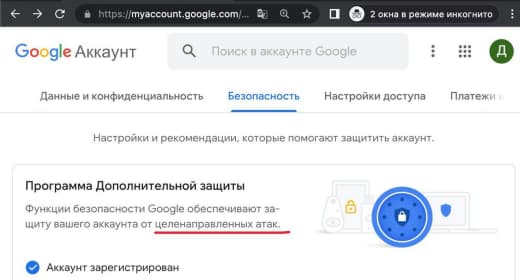 https://myaccount.google.com/...
2 окна в режиме инкогнито
Google Аккаунт
Поиск в аккаунте Google
Д
Данные и конфиденциальность Безопасность Настройки доступа Платежи
Настройки и рекомендации, которые помогают защитить аккаунт.
Программа Дополнительной защиты
Функции безопасности Google обеспечивают за-
щиту вашего аккаунта от целенаправленных атак.
Аккаунт зарегистрирован